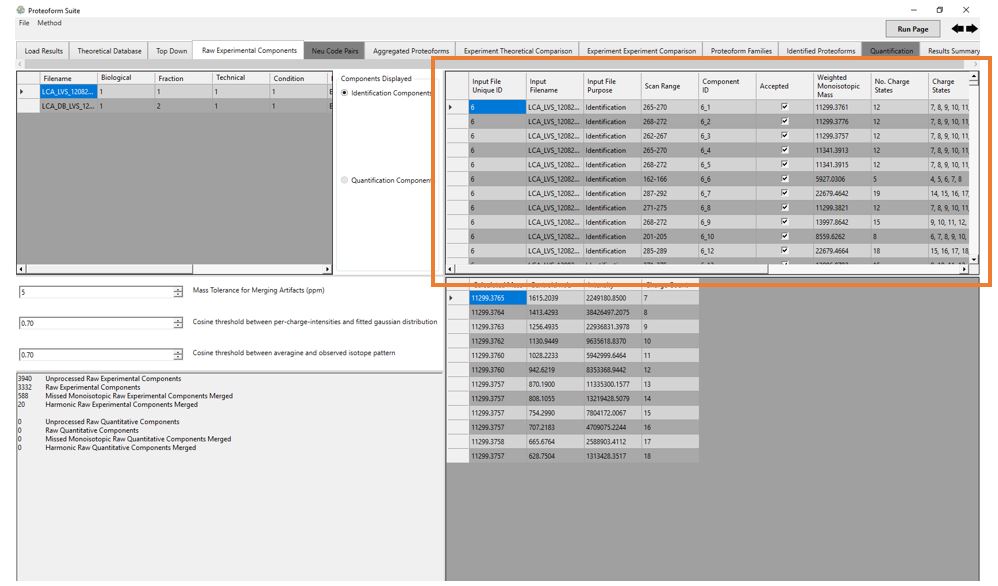 Proteoform Suite
File Method
Run Page
Load Results Theoretical Database Top Down Raw Experimental Components Neu Code Pairs Aggregated Proteoforms Experiment Theoretical Comparison Experiment Experiment Comparison Proteoform Families Identified Proteoforms Quantification Results Summary
Filename Biological Fraction Technical Condition
LCA_LVS_12082... 1 1 1 1
LCA_DB_LVS_12... 1 2 1 1
Components Displayed
Identification Components
Quantification Components
Input File Unique ID Input Filename Input File Purpose Scan Range Component ID Accepted Weighted Monoisotopic Mass No. Charge States Charge States
6 LCA_LVS_12082... Identification 265-270 6_1 11299.3761 12 7, 8, 9, 10, 11,
6 LCA_LVS_12082... Identification 268-272 6_2 11299.3776 12 7, 8, 9, 10, 11,
6 LCA_LVS_12082... Identification 262-267 6_3 11299.3757 12 7, 8, 9, 10, 11,
6 LCA_LVS_12082... Identification 265-270 6_4 11341.3913 12 7, 8, 9, 10, 11,
6 LCA_LVS_12082... Identification 268-272 6_5 11341.3915 12 7, 8, 9, 10, 11,
6 LCA_LVS_12082... Identification 162-166 6_6 5927.0306 5 4, 5, 6, 7, 8
6 LCA_LVS_12082... Identification 287-292 6_7 22679.4642 19 14, 15, 16, 17,
6 LCA_LVS_12082... Identification 271-275 6_8 11299.3821 12 7, 8, 9, 10, 11,
6 LCA_LVS_12082... Identification 268-272 6_9 13997.8642 15 9, 10, 11, 12,
6 LCA_LVS_12082... Identification 201-205 6_10 8559.6262 8 6, 7, 8, 9, 10,
6 LCA_LVS_12082... Identification 285-289 6_12 22679.4664 18 15, 16, 17, 18,
5 Mass Tolerance for Merging Artifacts (ppm)
0.70 Cosine threshold between per-charge-intensities and fitted gaussian distribution
0.70 Cosine threshold between averagine and observed isotope pattern
3940 Unprocessed Raw Experimental Components
3332 Raw Experimental Components
588 Missed Monoisotopic Raw Experimental Components Merged
20 Harmonic Raw Experimental Components Merged
0 Unprocessed Raw Quantitative Components
0 Raw Quantitative Components
0 Missed Monoisotopic Raw Quantitative Components Merged
0 Harmonic Raw Quantitative Components Merged
11299.3765 1615.2039 2249180.8500 7
11299.3764 1413.4293 38426497.2075 8
11299.3763 1256.4935 22936831.3978 9
11299.3762 1130.9449 9635618.8370 10
11299.3760 1028.2233 5942999.6464 11
11299.3760 942.6219 8353368.9442 12
11299.3757 870.1900 11335300.1577 13
11299.3757 808.1055 13219428.5079 14
11299.3757 754.2990 7804172.0067 15
11299.3757 707.2183 4709075.2244 16
11299.3758 665.6764 2588903.4112 17
11299.3757 628.7504 1313428.3517 18